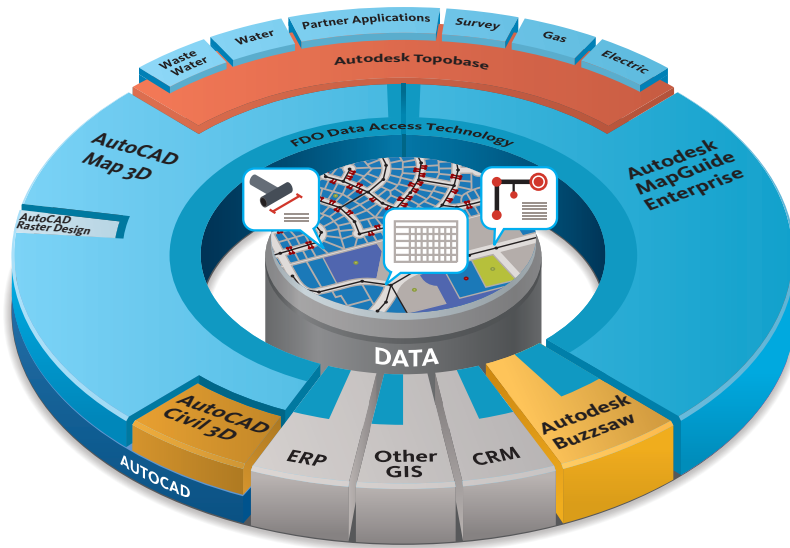 Waste
Water
Water
Partner Applications
Survey
Gas
Electric
Autodesk Topobase
FDO Data Access Technology
AutoCAD
Map 3D
Autodesk
MapGuide
Enterprise
AutoCAD
Raster Design
DATA
AutoCAD
Civil 3D
AUTOCAD
ERP
Other
GIS
CRM
Autodesk
Buzzsaw